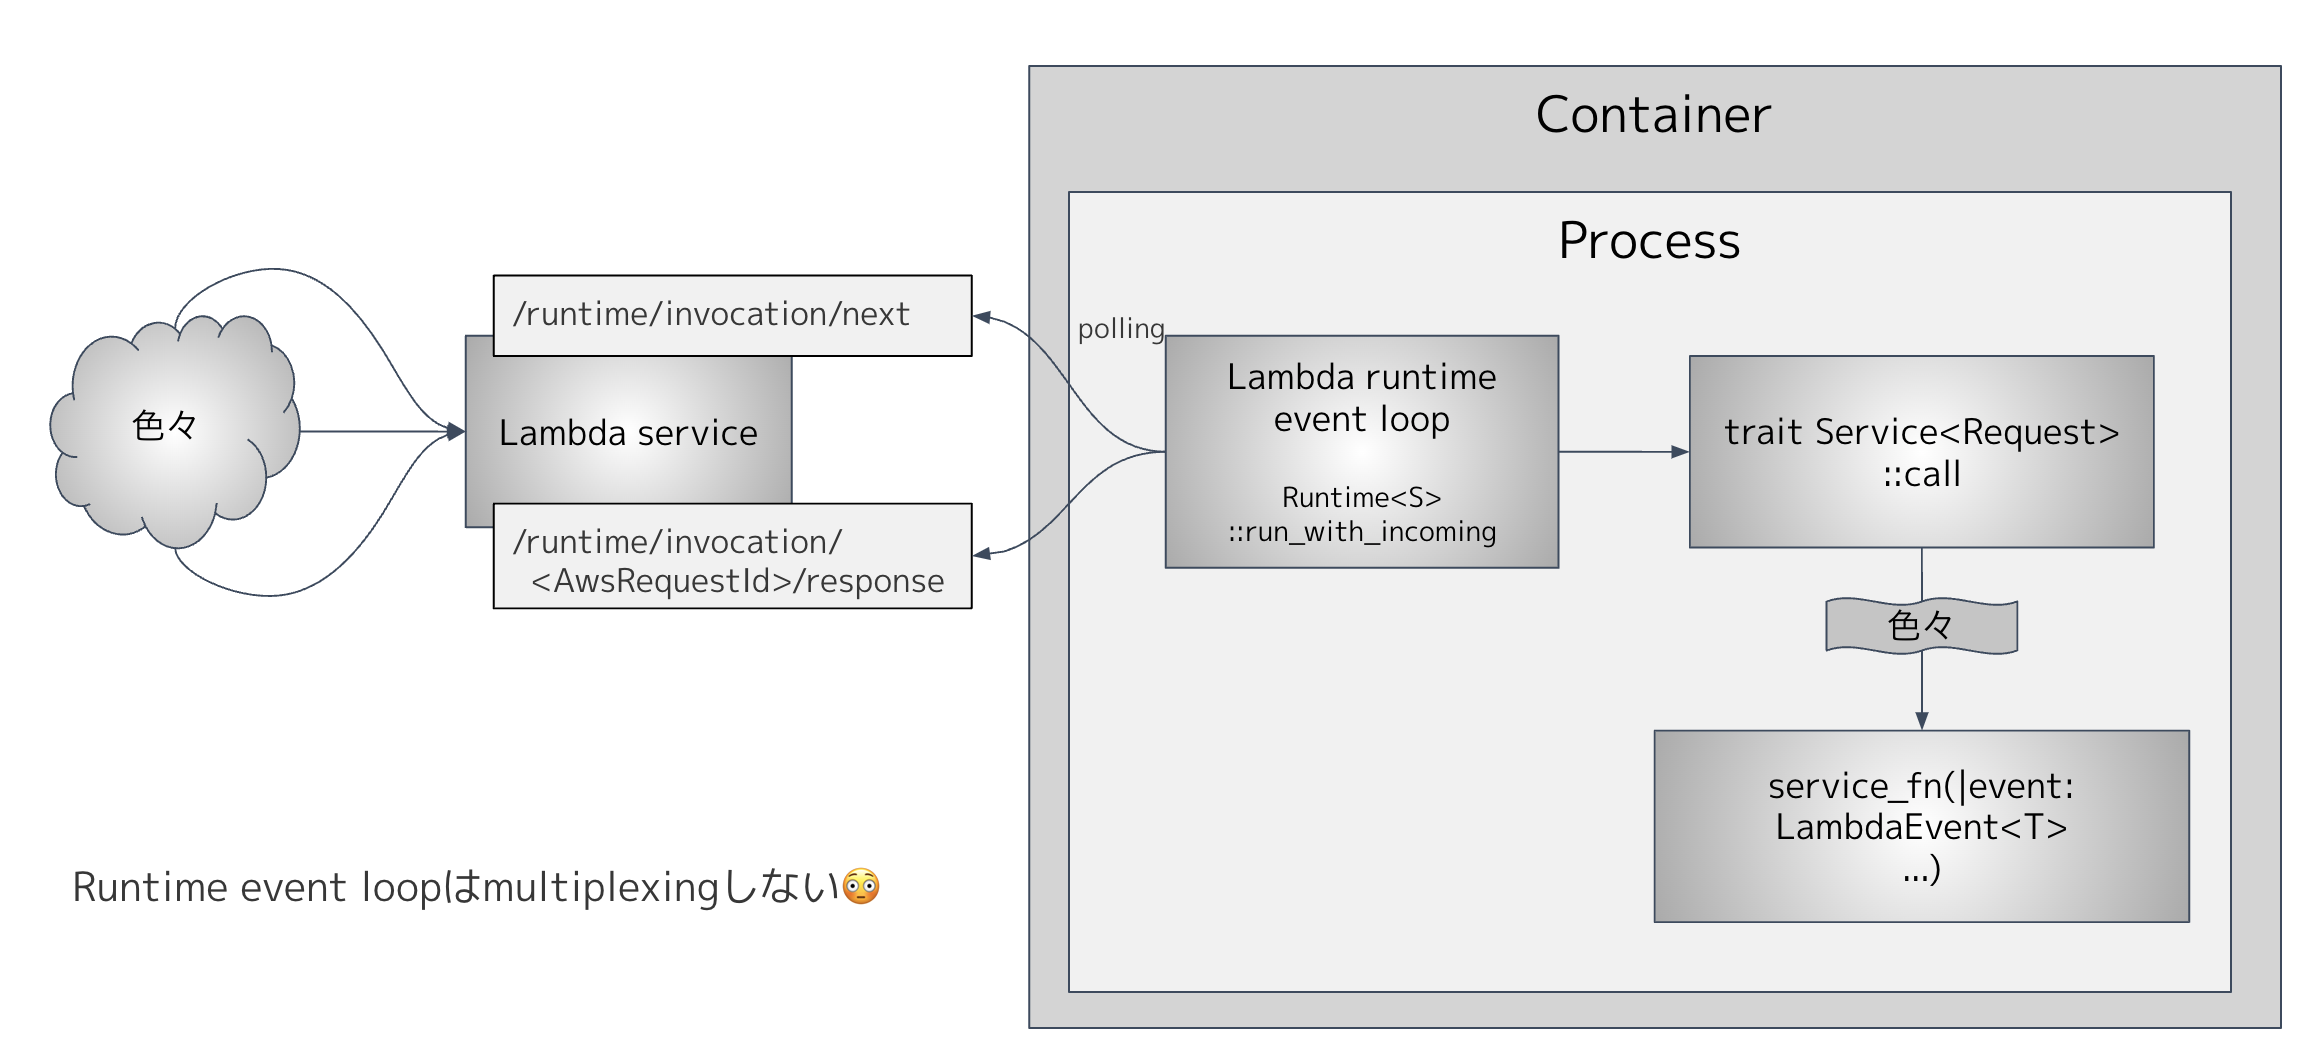 Container
Process
/runtime/invocation/next
polling
色々
Lambda service
Lambda runtime
event loop
Runtime<S>
::run_with_incoming
trait Service<Request>
::call
/runtime/invocation/
<AwsRequestId>/response
色々
service_fn(|event:
LambdaEvent<T>
...)
Runtime event loopはmultiplexingしない😳